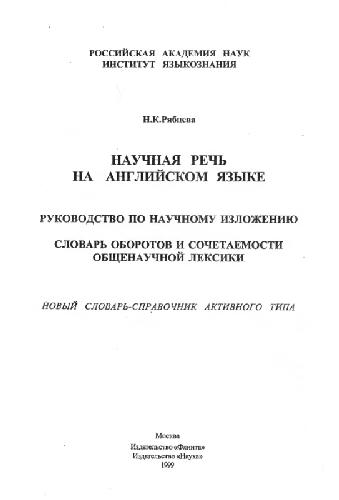 РОССИЙСКАЯ АКАДЕМИЯ НАУК
ИНСТИТУТ ЯЗЫКОЗНАНИЯ
Н.К.Рябцева
НАУЧНАЯ РЕЧЬ
НА АНГЛИЙСКОМ ЯЗЫКЕ
РУКОВОДСТВО ПО НАУЧНОМУ ИЗЛОЖЕНИЮ
СЛОВАРЬ ОБОРОТОВ И СОЧЕТАЕМОСТИ
ОБЩЕНАУЧНОЙ ЛЕКСИКИ
НОВЫЙ СЛОВАРЬ-СПРАВОЧНИК АКТИВНОГО ТИПА
Москва
Издательство «Флинта»
Издательство «Наука»
1999